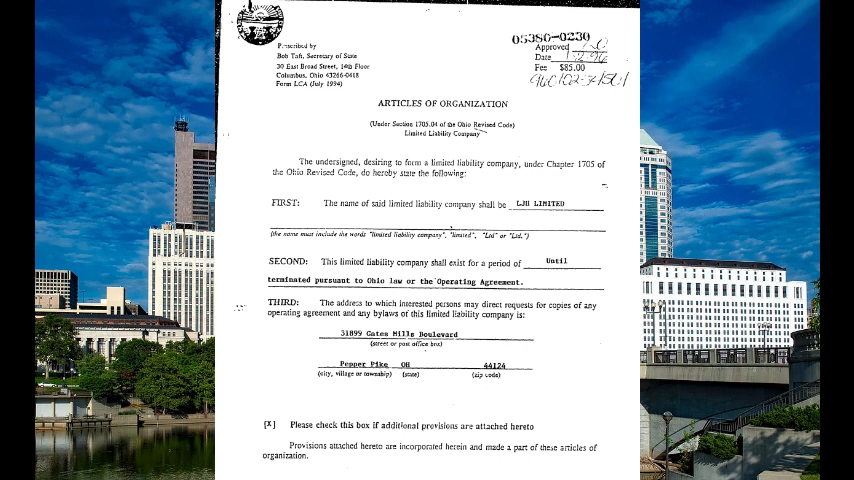 05380-0230
Prescribed by
Bob Taft, Secretary of State
30 East Broad Street, 14th Floor
Columbus, Ohio 43266-0418
Form LCA (July 1994)
Approved
Date
Fee $85.00
ARTICLES OF ORGANIZATION
(Under Section 1705.04 of the Ohio Revised Code)
Limited Liability Company
The undersigned, desiring to form a limited liability company, under Chapter 1705 of
the Ohio Revised Code, do hereby state the following:
FIRST: The name of said limited liability company shall be LJU LIMITED
(the name must include the words "limited liability company", "limited", "Ltd" or "Ltd.")
SECOND: This limited liability company shall exist for a period of Until
terminated pursuant to Ohio law or the Operating Agreement.
THIRD: The address to which interested persons may direct requests for copies of any
operating agreement and any bylaws of this limited liability company is:
31899 Gates Mills Boulevard
(street or post office box)
Pepper Pike OH 44124
(city, village or township) (state) (zip code)
[X] Please check this box if additional provisions are attached hereto
Provisions attached hereto are incorporated herein and made a part of these articles of
organization.